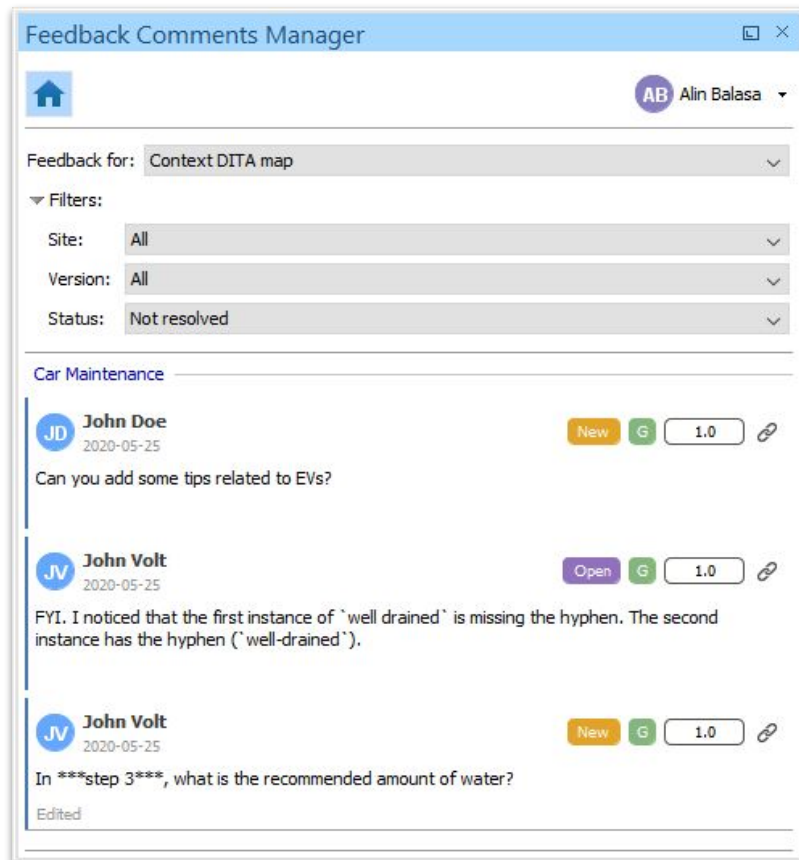 Feedback Comments Manager
AB Alin Balasa
Feedback for: Context DITA map
Filters:
Site: All
Version: All
Status: Not resolved
Car Maintenance
JD John Doe New G 1.0
2020-05-25
Can you add some tips related to EVs?
JV John Volt Open G 1.0
2020-05-25
FYI. I noticed that the first instance of `well drained` is missing the hyphen. The second
instance has the hyphen (`well-drained`).
JV John Volt New G 1.0
2020-05-25
In ***step 3***, what is the recommended amount of water?
Edited